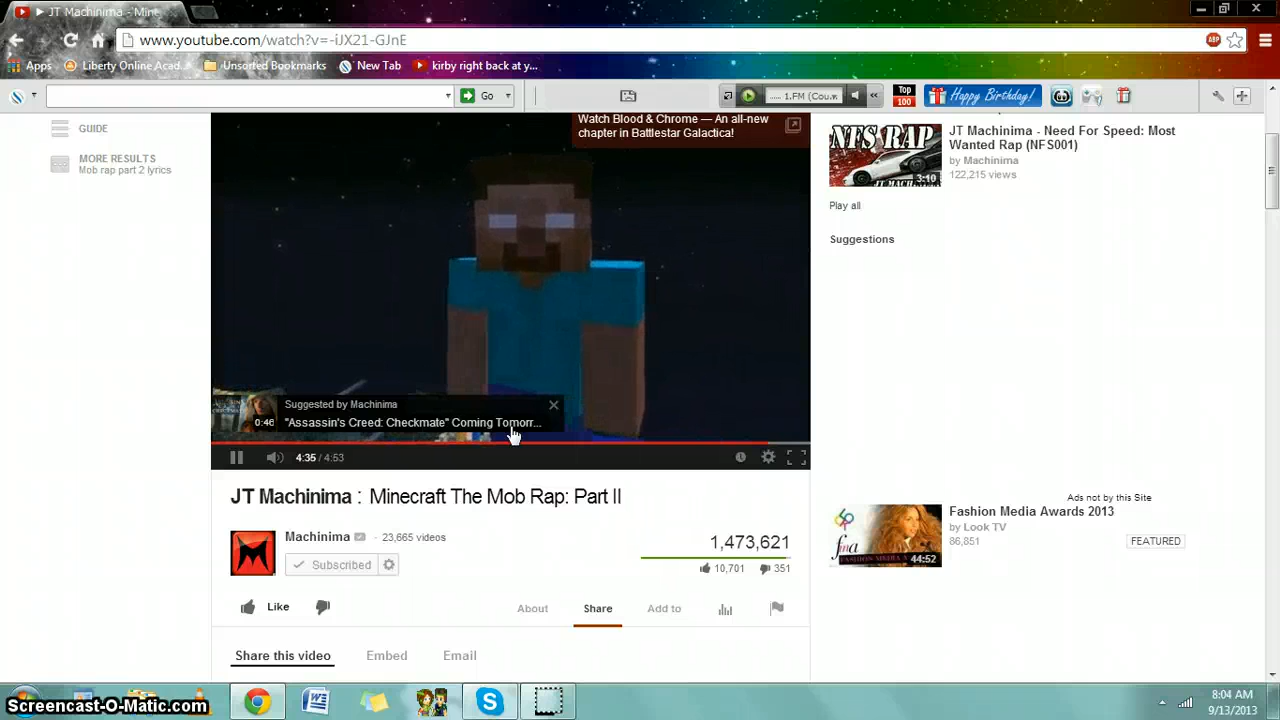 JT Machinima - Mine
www.youtube.com/watch?v=-iJX21-GJnE
ABP
Apps
Liberty Online Acad...
Unsorted Bookmarks
New Tab
kirby right back at y...
Go
1.FM (Cou...
Top
100
Happy Birthday!
GUIDE
MORE RESULTS
Mob rap part 2 lyrics
Watch Blood & Chrome — An all-new
chapter in Battlestar Galactica!
Suggested by Machinima
0:46
"Assassin's Creed: Checkmate" Coming Tomorr...
4:35 / 4:53
JT Machinima : Minecraft The Mob Rap: Part II
Machinima · 23,665 videos
Subscribed
1,473,621
10,701 351
Like
About
Share
Add to
Share this video
Embed
Email
NFS RAP
3:10
JT Machinima - Need For Speed: Most
Wanted Rap (NFS001)
by Machinima
122,215 views
Play all
Suggestions
Ads not by this Site
fma
44:52
Fashion Media Awards 2013
by Look TV
86,851
FEATURED
Screencast-O-Matic.com
8:04 AM
9/13/2013